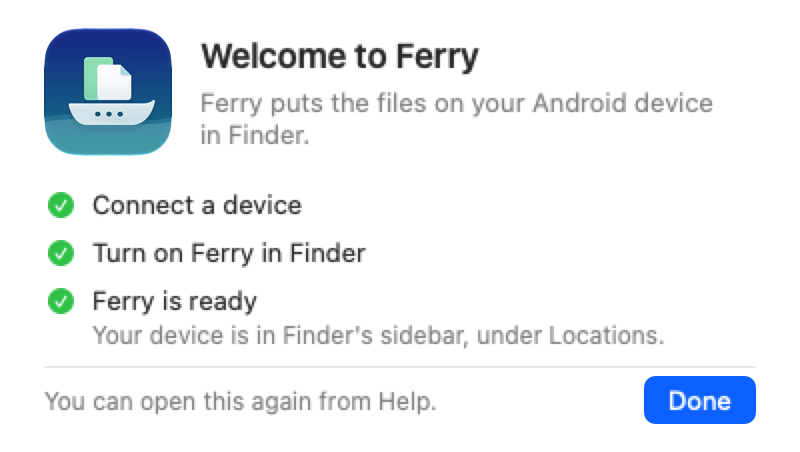 Welcome to Ferry
Ferry puts the files on your Android device
in Finder.
Connect a device
Turn on Ferry in Finder
Ferry is ready
Your device is in Finder's sidebar, under Locations.
You can open this again from Help.
Done